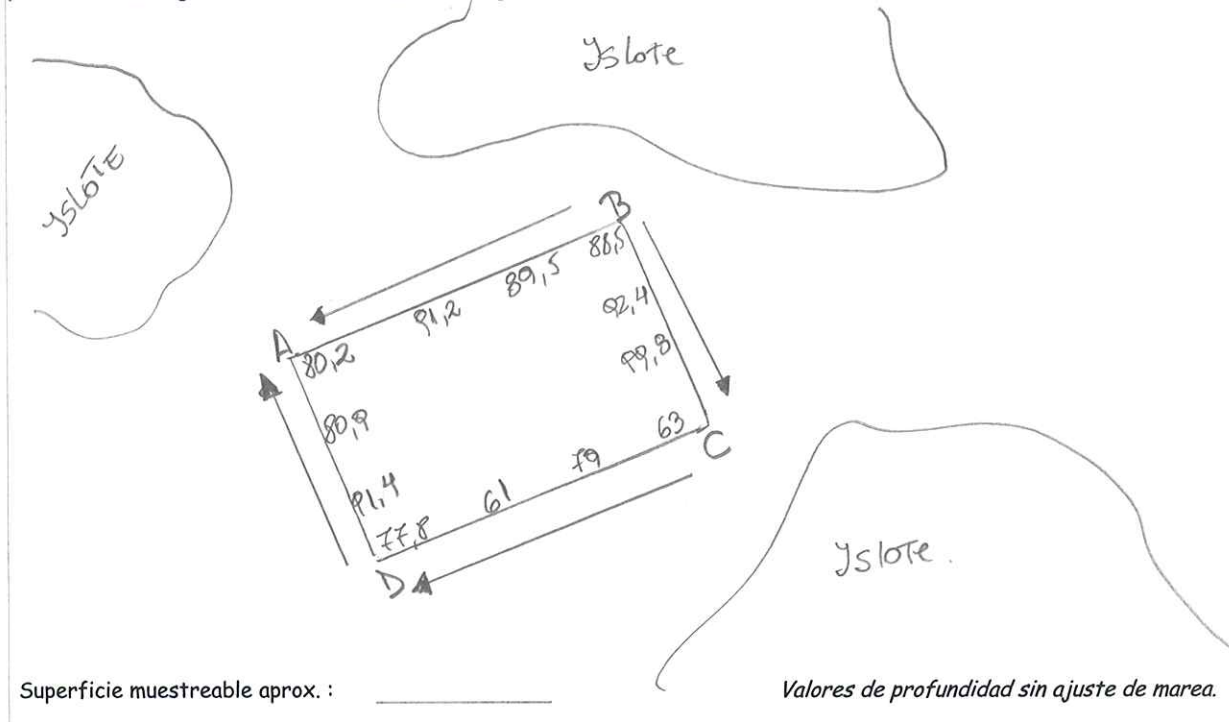 Yslote
YSLOTE
B
88,5
89,5
92,4
91,2
99,8
A
80,2
80,9
63
C
79
91,4
61
77,8
D
Yslote.
Superficie muestreable aprox. :
Valores de profundidad sin ajuste de marea.